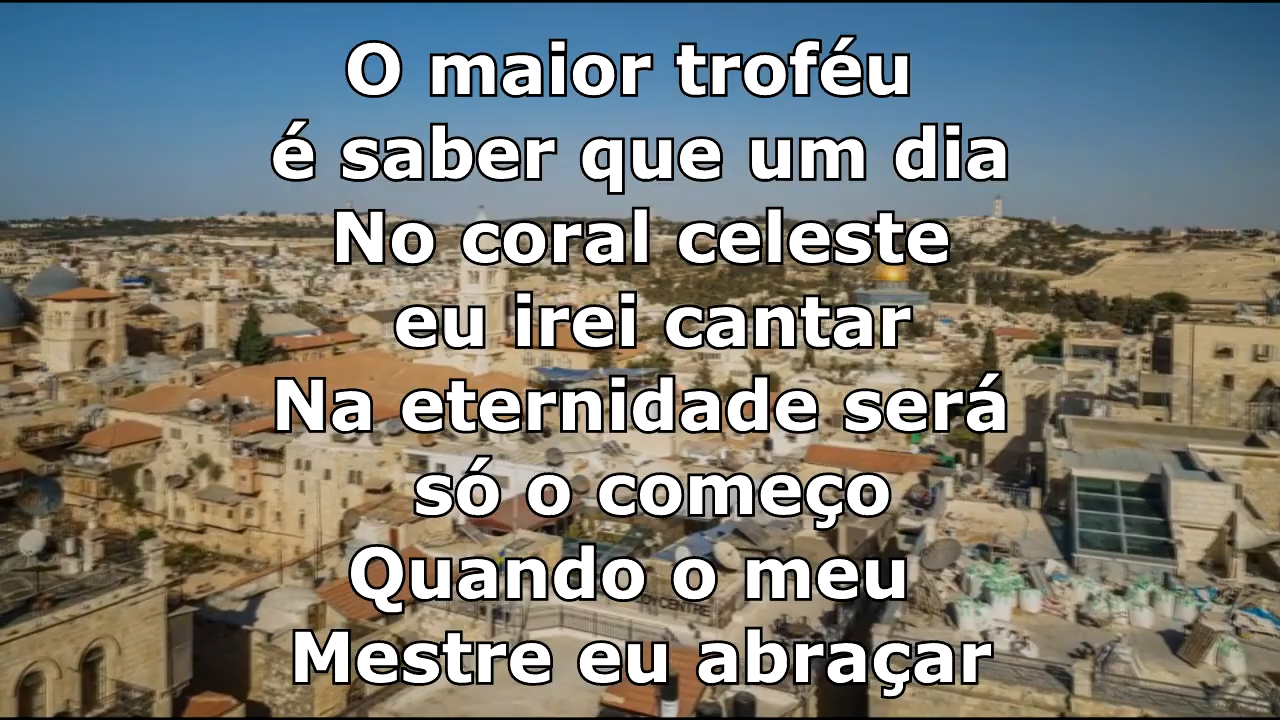 O maior troféu
é saber que um dia
No coral celeste
eu irei cantar
Na eternidade será
só o começo
Quando o meu
CENTRE
Mestre eu abraçar